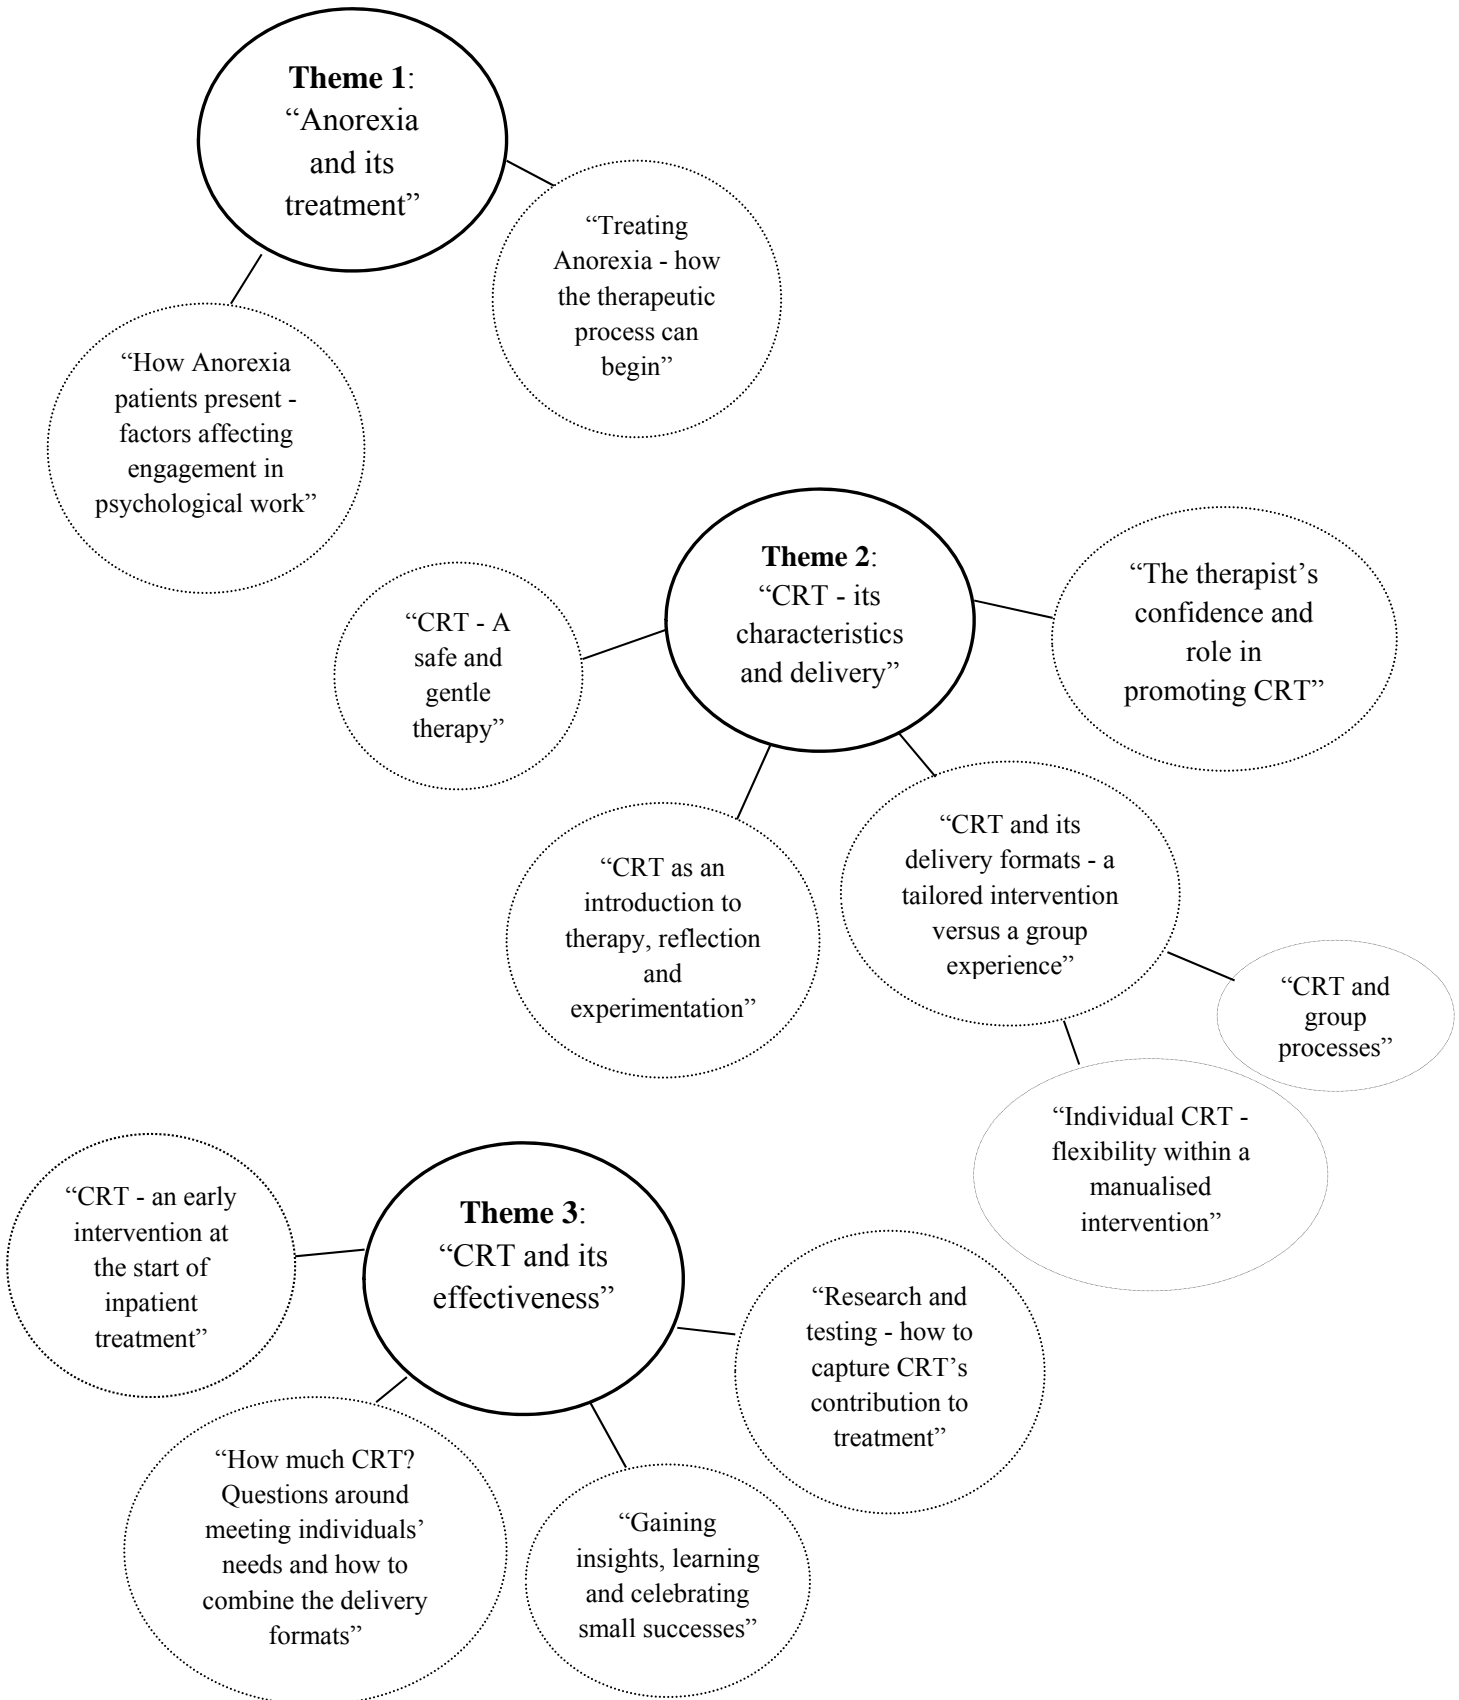 Theme 1:
“Anorexia
and its
treatment”
“Treating
Anorexia - how
the therapeutic
process can
begin”
“How Anorexia
patients present -
factors affecting
engagement in
psychological work”
Theme 2:
“CRT - its
characteristics
and delivery”
“The therapist’s
confidence and
role in
promoting CRT”
“CRT - A
safe and
gentle
therapy”
“CRT as an
introduction to
therapy, reflection
and
experimentation”
“CRT and its
delivery formats - a
tailored intervention
versus a group
experience”
“CRT and
group
processes”
“Individual CRT -
flexibility within a
manualised
intervention”
Theme 3:
“CRT and its
effectiveness”
“CRT - an early
intervention at
the start of
inpatient
treatment”
“Research and
testing - how to
capture CRT’s
contribution to
treatment”
“How much CRT?
Questions around
meeting individuals’
needs and how to
combine the delivery
formats”
“Gaining
insights, learning
and celebrating
small successes”